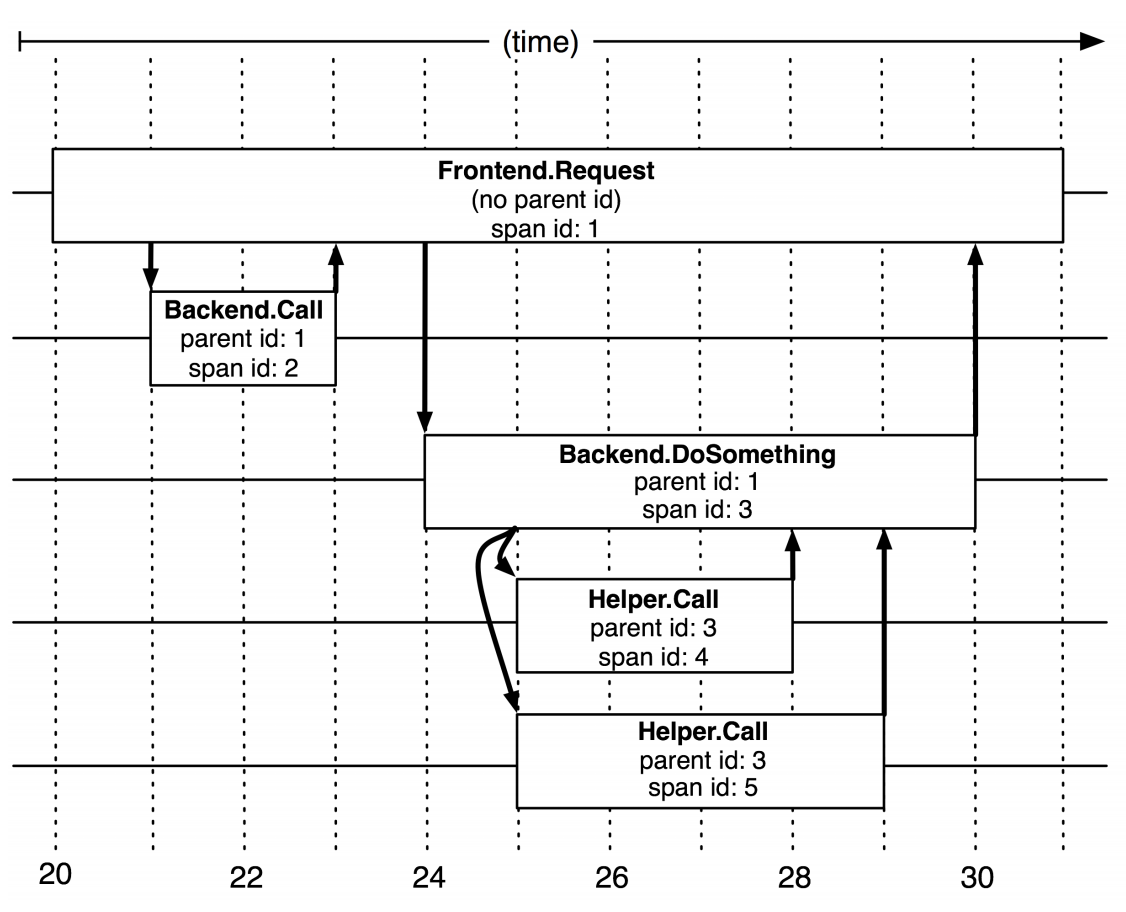 (time)
Frontend.Request
(no parent id)
span id: 1
Backend.Call
parent id: 1
span id: 2
Backend.DoSomething
parent id: 1
span id: 3
Helper.Call
parent id: 3
span id: 4
Helper.Call
parent id: 3
span id: 5
20 22 24 26 28 30